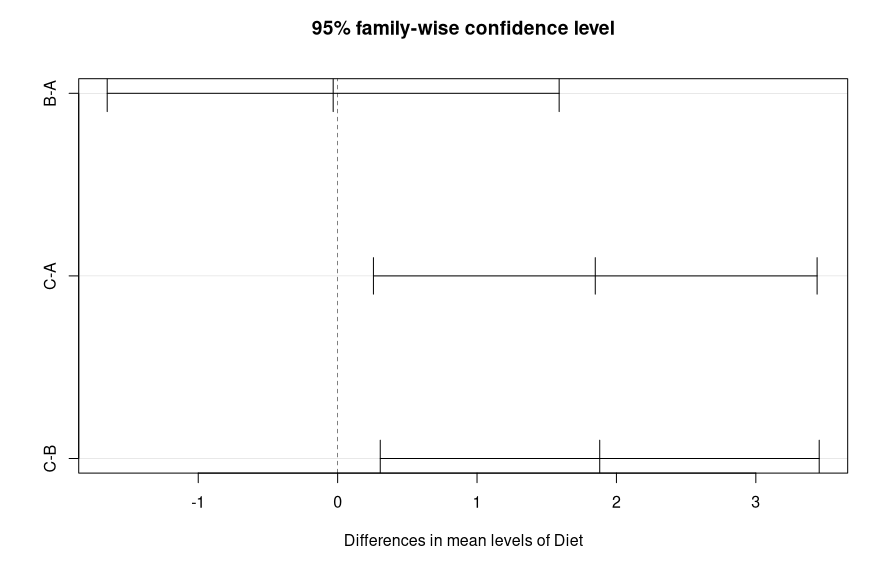 95% family-wise confidence level
B-A
C-A
C-B
-1 0 1 2 3
Differences in mean levels of Diet